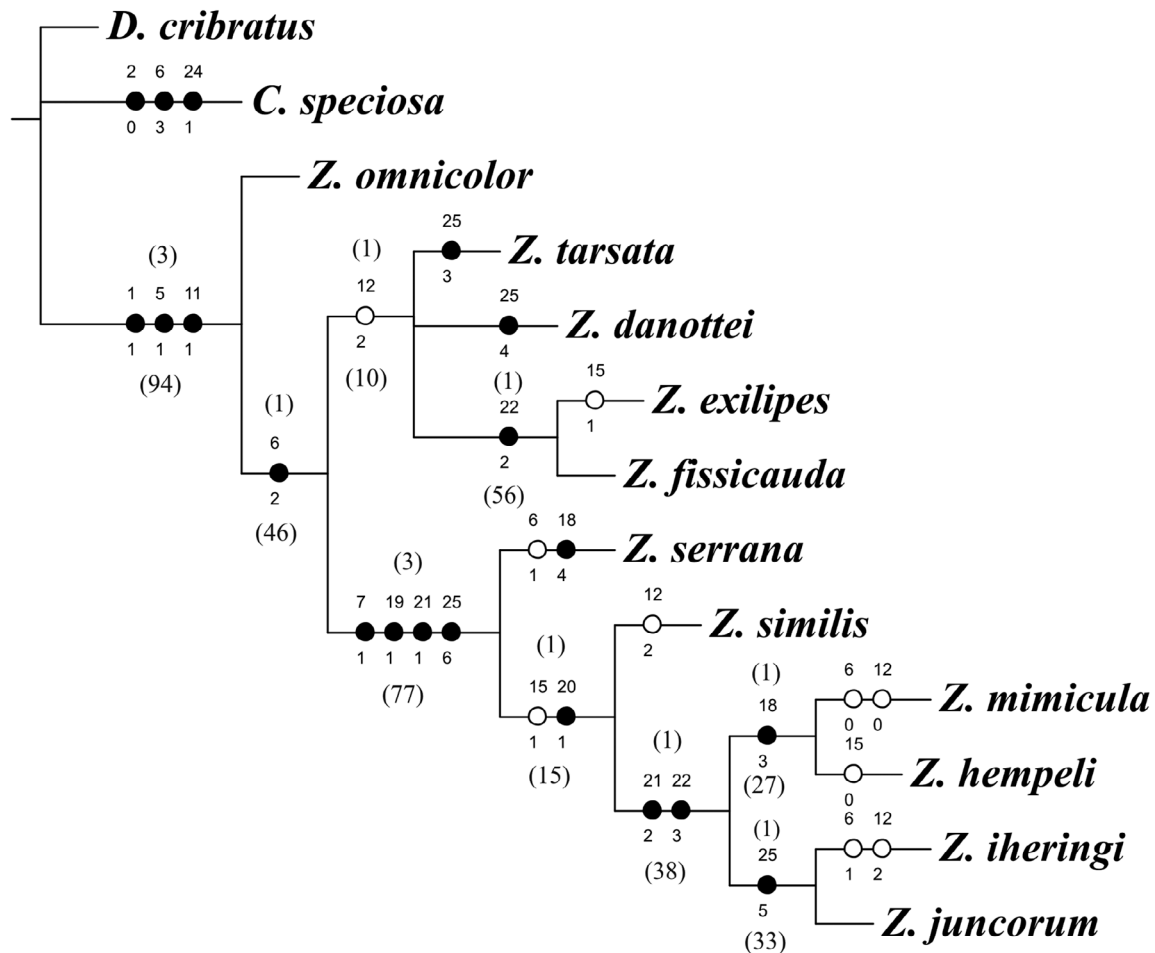 D. cribratus
2 6 24
C. speciosa
0 3 1
Z. omnicolor
25
(1)
Z. tarsata
(3)
3
12
25
1 5 11
Z. danottei
2
4
1 1 1
(10)
(1)
15
(94)
Z. exilipes
(1)
22
1
6
2
Z. fissicauda
2
(56)
6 18
(46)
Z. serrana
(3)
1 4
12
7 19 21 25
Z. similis
(1)
2
1 1 1 6
(1)
6 12
15 20
18
Z. mimicula
(77)
(1)
0 0
1 1
3
15
(15)
21 22
(27)
Z. hempeli
0
(1)
6 12
2 3
25
Z. iheringi
(38)
1 2
5
Z. juncorum
(33)